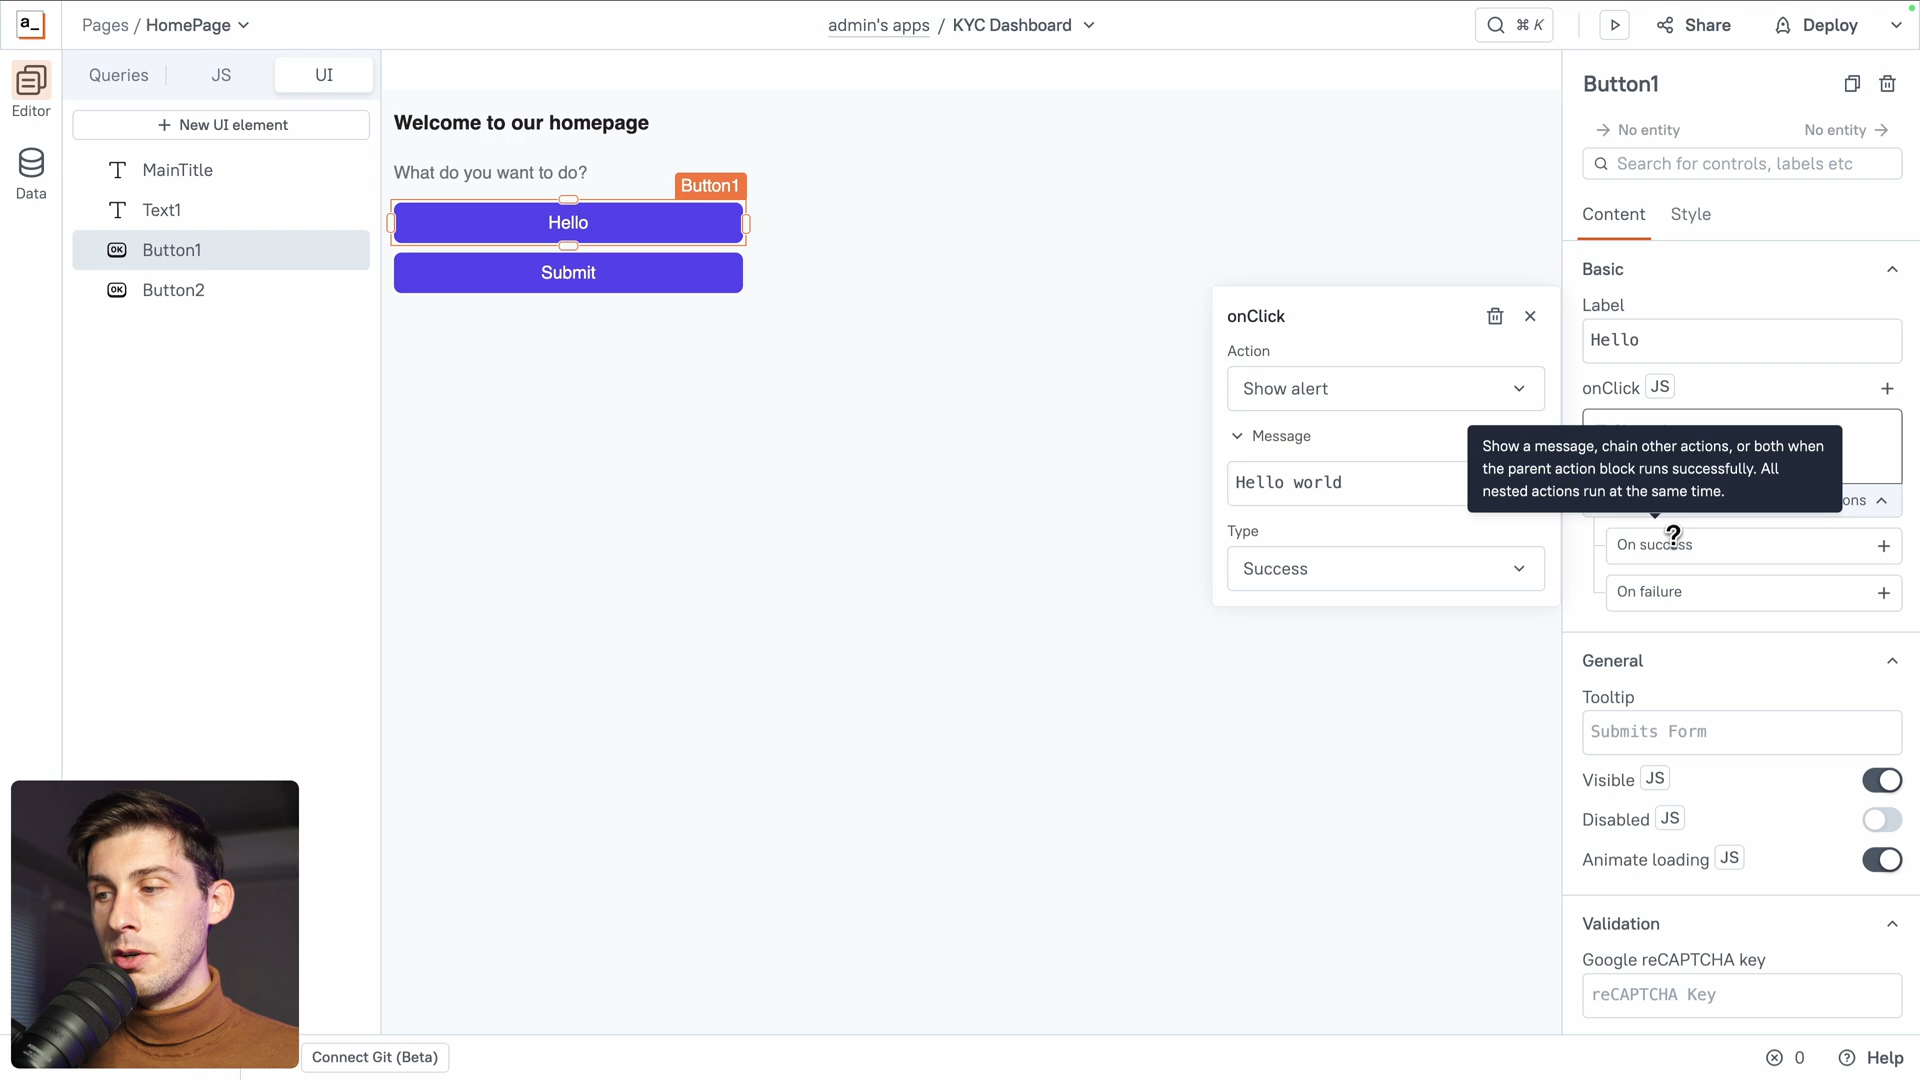 a_
Pages / HomePage
admin's apps / KYC Dashboard
⌘ K
Share
Deploy
Editor
Data
Queries
JS
UI
+ New UI element
MainTitle
Text1
Button1
Button2
Welcome to our homepage
What do you want to do?
Button1
Hello
Submit
onClick
Action
Show alert
Message
Hello world
Type
Success
Button1
No entity
No entity
Search for controls, labels etc
Content
Style
Basic
Label
Hello
onClick JS
Show a message, chain other actions, or both when
the parent action block runs successfully. All
nested actions run at the same time.
ons
On success
On failure
General
Tooltip
Submits Form
Visible JS
Disabled JS
Animate loading JS
Validation
Google reCAPTCHA key
reCAPTCHA Key
Connect Git (Beta)
0
Help